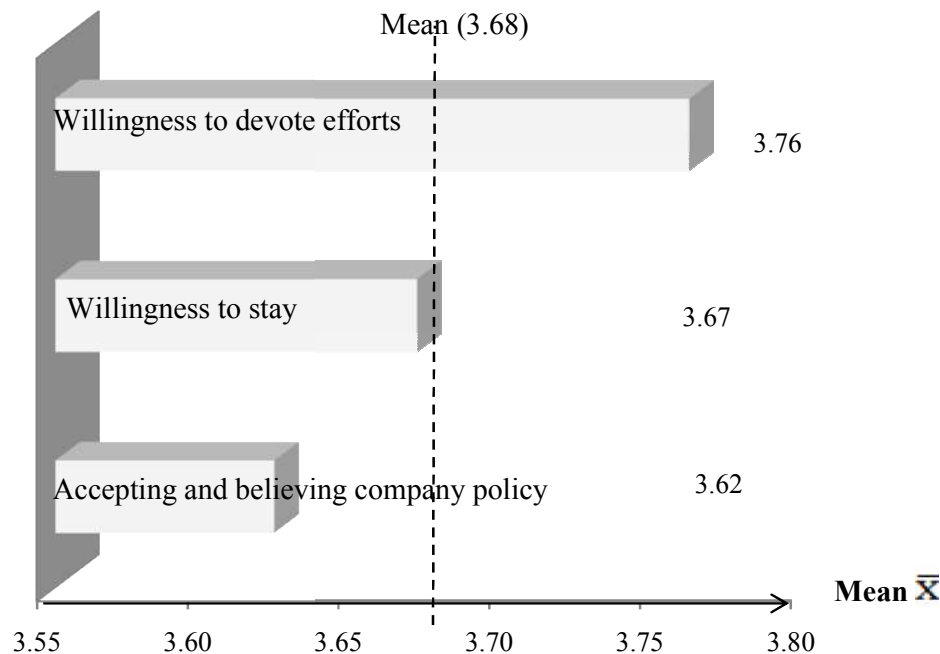 Mean (3.68)
Willingness to devote efforts
3.76
Willingness to stay
3.67
Accepting and believing company policy
3.62
Mean x̅
3.55 3.60 3.65 3.70 3.75 3.80